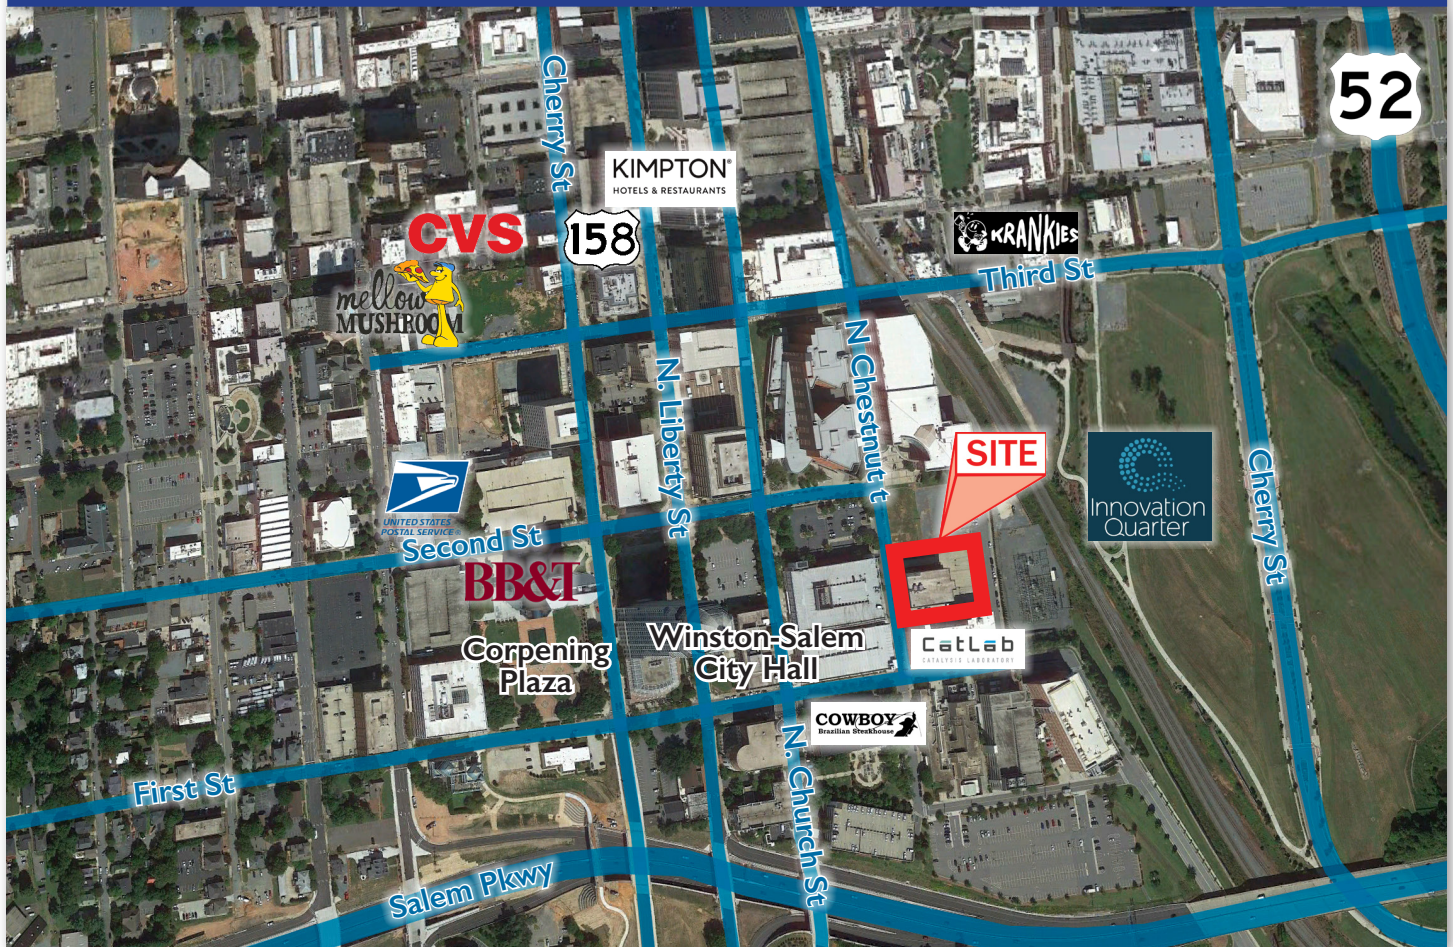 52
Cherry St
KIMPTON®
HOTELS & RESTAURANTS
CVS
158
KRANKIES
Third St
mellow
MUSHROOM
N Chestnut t
N. Liberty St
SITE
Innovation
Quarter
Cherry St
UNITED STATES
POSTAL SERVICE®
Second St
BB&T
Corpening
Plaza
Winston-Salem
City Hall
CatLab
CATALYSIS LABORATORY
COWBOY
Brazilian Steakhouse
N. Church St
First St
Salem Pkwy